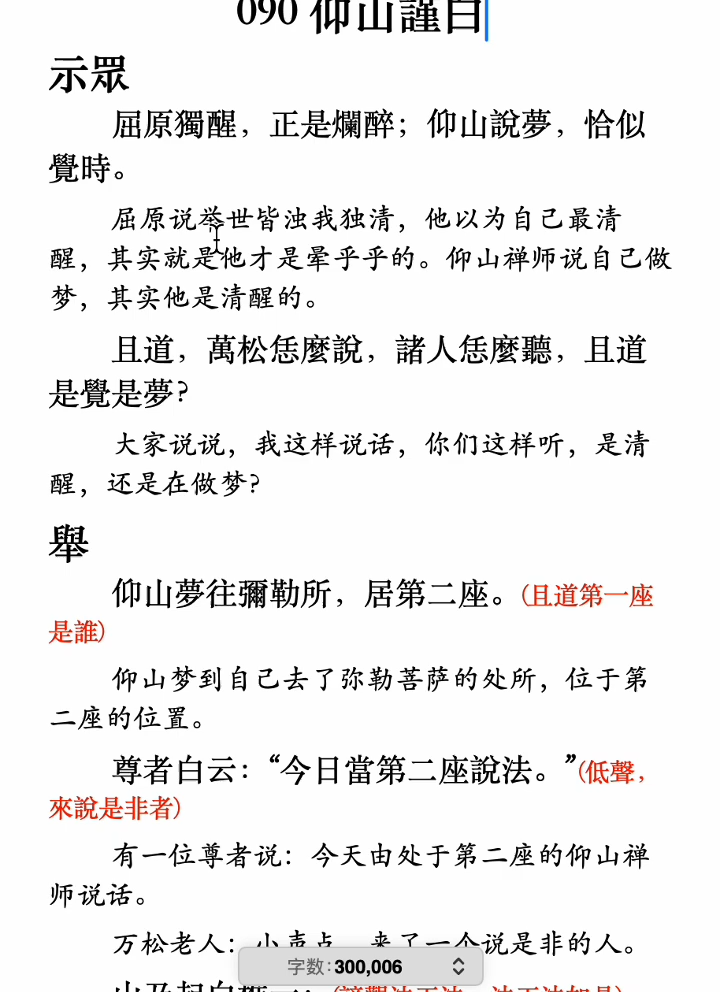 090 仰山謹白
示眾
屈原獨醒，正是爛醉；仰山說夢，恰似
覺時。
屈原说举世皆浊我独清，他以为自己最清
醒，其实就是他才是晕乎乎的。仰山禅师说自己做
梦，其实他是清醒的。
且道，萬松恁麼說，諸人恁麼聽，且道
是覺是夢？
大家说说，我这样说话，你们这样听，是清
醒，还是在做梦？
舉
仰山夢往彌勒所，居第二座。(且道第一座
是誰)
仰山梦到自己去了弥勒菩萨的处所，位于第
二座的位置。
尊者白云：“今日當第二座說法。”(低聲，
來說是非者)
有一位尊者说：今天由处于第二座的仰山禅
师说话。
万松老人：小声点，来了一个说是非的人。
字数：300,006